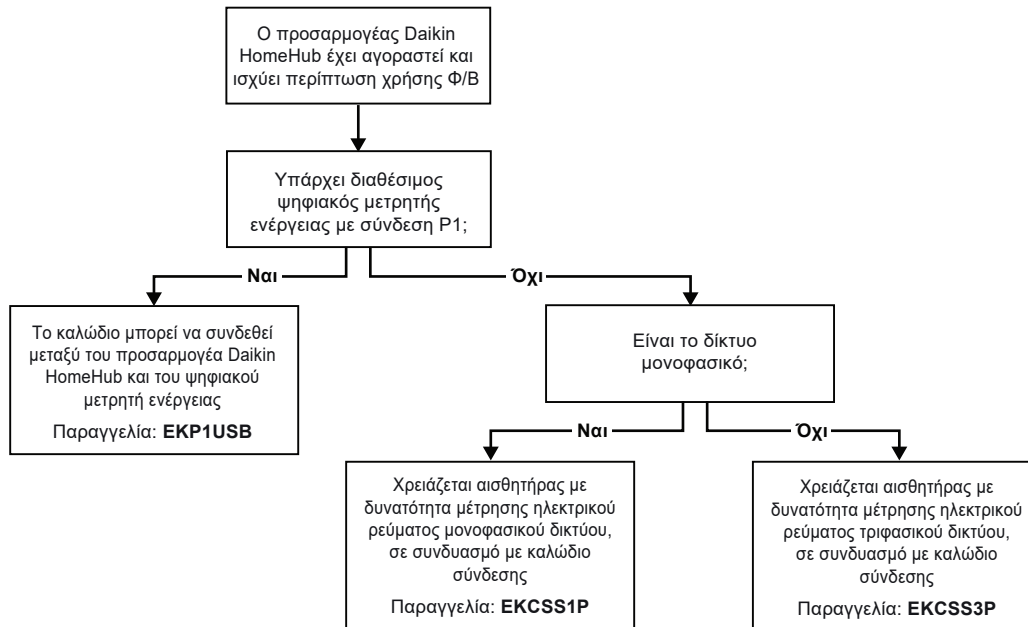 Ο προσαρμογέας Daikin
HomeHub έχει αγοραστεί και
ισχύει περίπτωση χρήσης Φ/Β
Υπάρχει διαθέσιμος
ψηφιακός μετρητής
ενέργειας με σύνδεση P1;
Ναι
Όχι
Το καλώδιο μπορεί να συνδεθεί
μεταξύ του προσαρμογέα Daikin
HomeHub και του ψηφιακού
μετρητή ενέργειας
Παραγγελία: EKP1USB
Είναι το δίκτυο
μονοφασικό;
Ναι
Όχι
Χρειάζεται αισθητήρας με
δυνατότητα μέτρησης ηλεκτρικού
ρεύματος μονοφασικού δικτύου,
σε συνδυασμό με καλώδιο
σύνδεσης
Παραγγελία: EKCSS1P
Χρειάζεται αισθητήρας με
δυνατότητα μέτρησης ηλεκτρικού
ρεύματος τριφασικού δικτύου,
σε συνδυασμό με καλώδιο
σύνδεσης
Παραγγελία: EKCSS3P